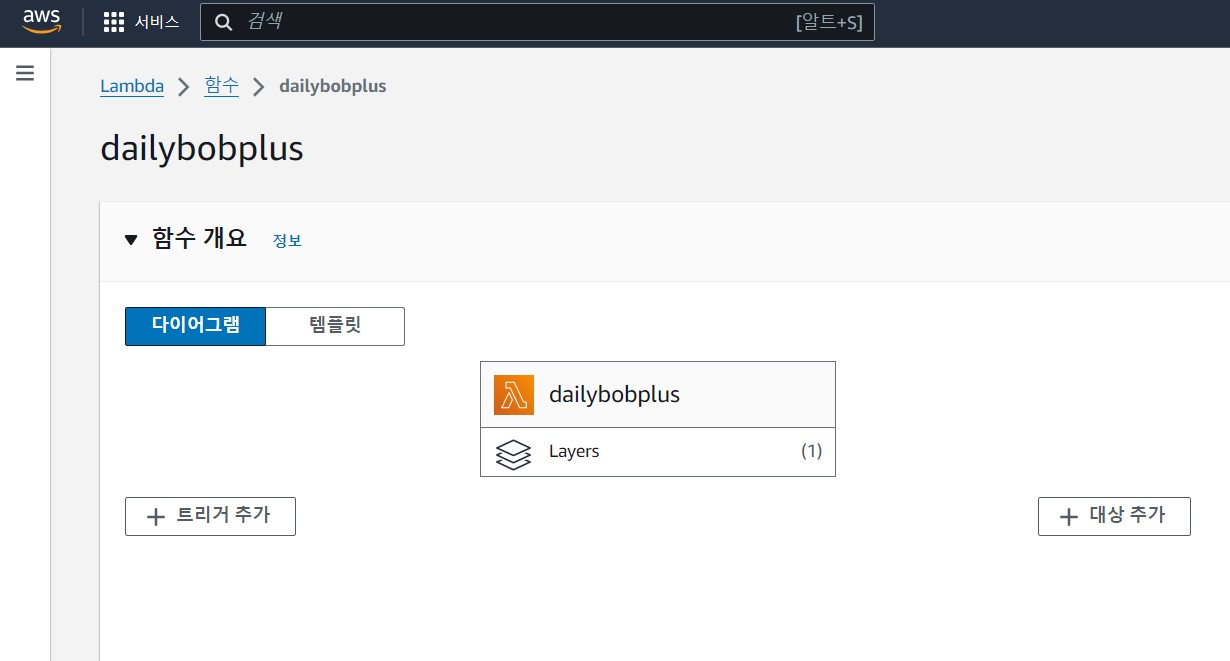 aws 서비스 검색 [알트+S]
Lambda 함수 dailybobplus
dailybobplus
함수 개요 정보
다이어그램 템플릿
dailybobplus
Layers (1)
트리거 추가 대상 추가